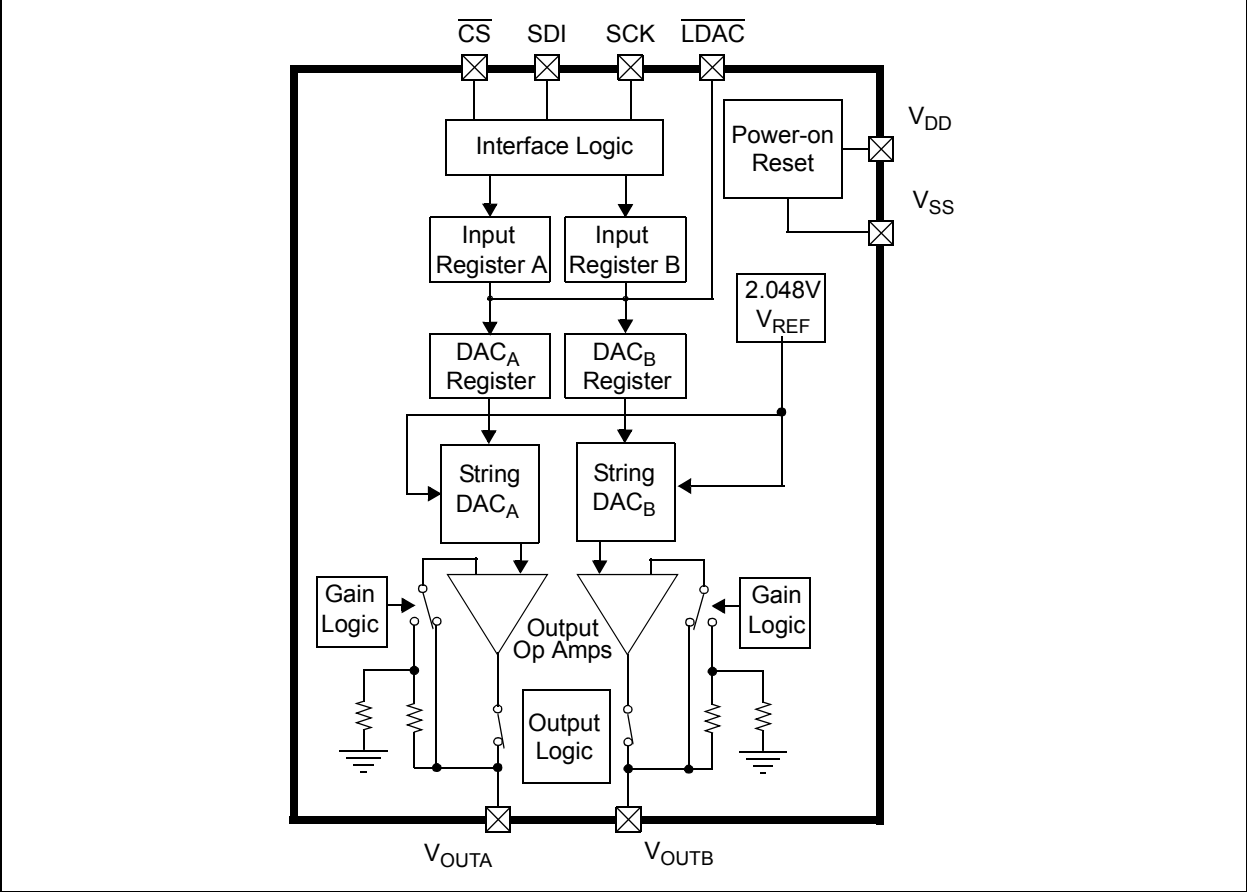 CS SDI SCK LDAC
Power-on
Reset
VDD
VSS
Interface Logic
Input
Register A
Input
Register B
2.048V
VREF
DACA
Register
DACB
Register
String
DACA
String
DACB
Gain
Logic
Output
Op Amps
Gain
Logic
Output
Logic
VOUTA
VOUTB